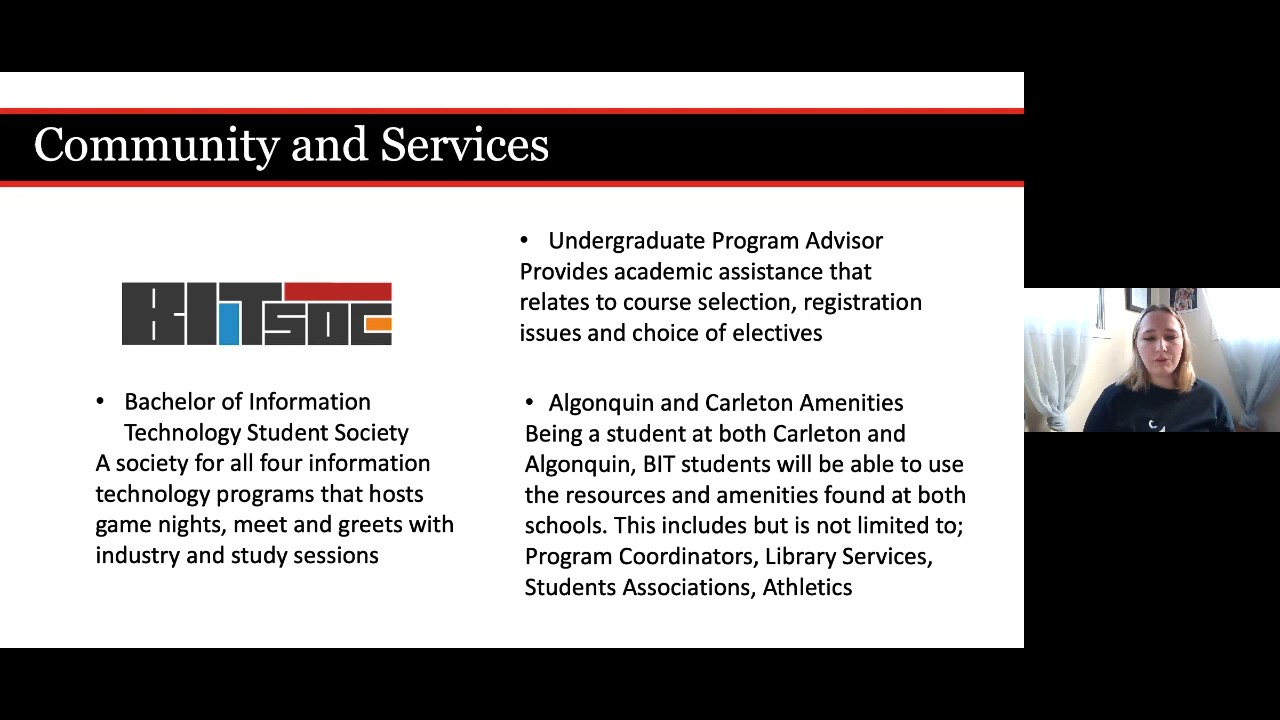 Community and Services
BITSOC
• Bachelor of Information
Technology Student Society
A society for all four information
technology programs that hosts
game nights, meet and greets with
industry and study sessions
• Undergraduate Program Advisor
Provides academic assistance that
relates to course selection, registration
issues and choice of electives
• Algonquin and Carleton Amenities
Being a student at both Carleton and
Algonquin, BIT students will be able to use
the resources and amenities found at both
schools. This includes but is not limited to;
Program Coordinators, Library Services,
Students Associations, Athletics